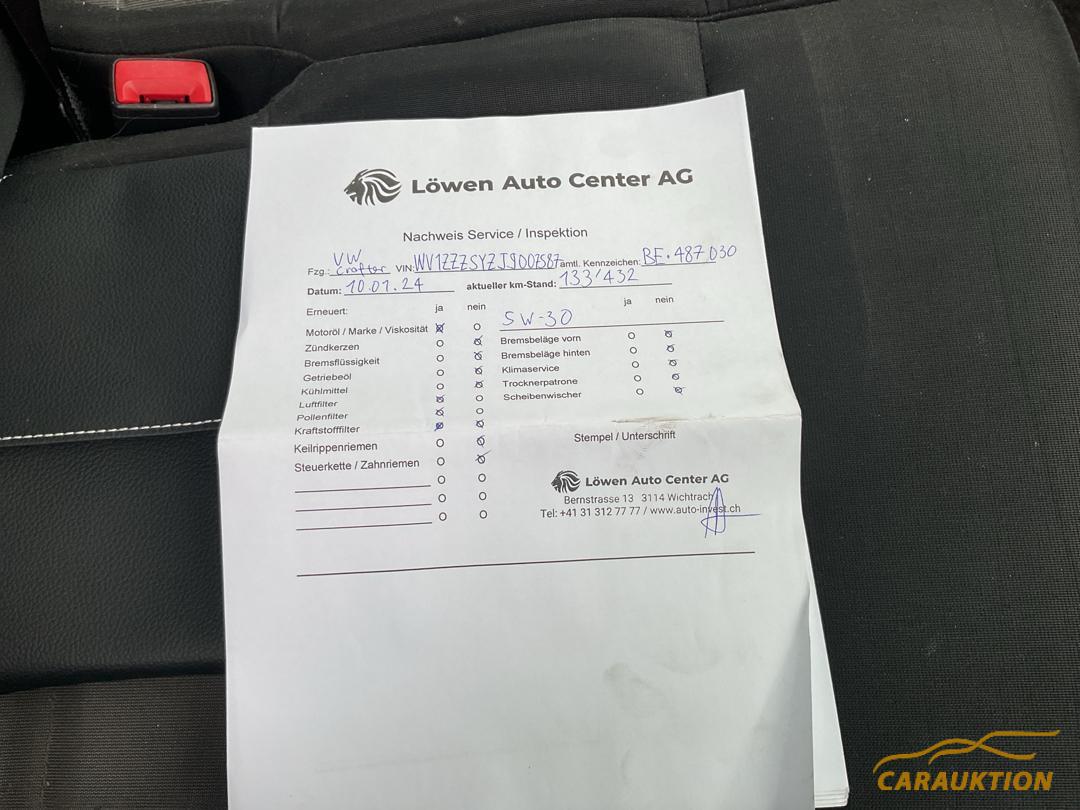 Löwen Auto Center AG
Nachweis Service / Inspektion
Fzg.: VW Crafter VIN: WV1ZZZSYZJ9007587 amtl. Kennzeichen: BE·487 030
Datum: 10.01.24 aktueller km-Stand: 133'432
Erneuert: ja nein ja nein
Motoröl / Marke / Viskosität 5W-30
Zündkerzen Bremsbeläge vorn
Bremsflüssigkeit Bremsbeläge hinten
Getriebeöl Klimaservice
Kühlmittel Trocknerpatrone
Luftfilter Scheibenwischer
Pollenfilter
Kraftstofffilter
Keilrippenriemen Stempel / Unterschrift
Steuerkette / Zahnriemen
Löwen Auto Center AG
Bernstrasse 13 3114 Wichtrach
Tel: +41 31 312 77 77 / www.auto-invest.ch
CARAUKTION